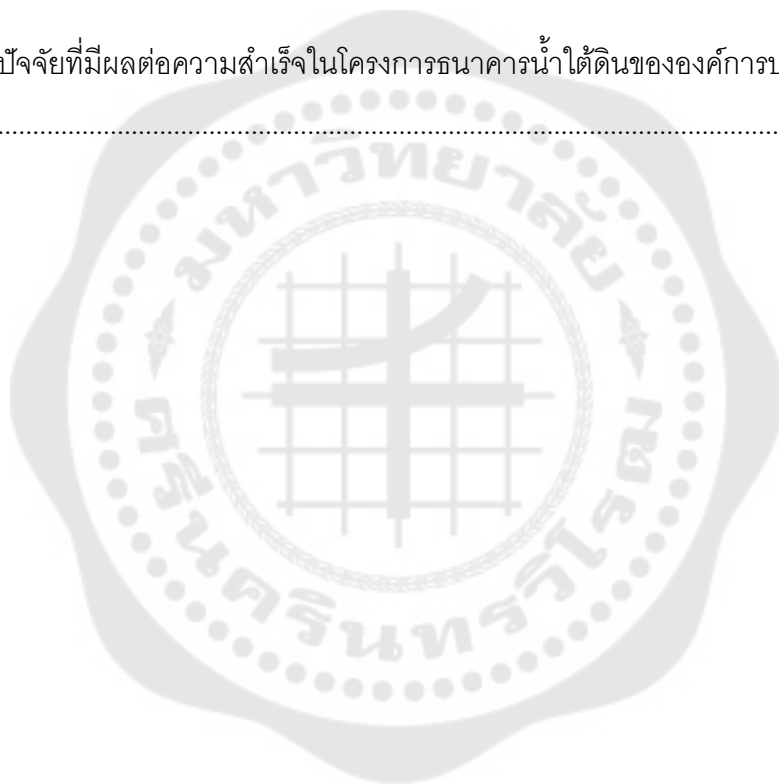 ปัจจัยที่มีผลต่อความสำเร็จในโครงการธนาคารน้ำใต้ดินขององค์การบ
................................................................................
มหาวิทยาลัย
ศรีนครินทรวิโรฒ